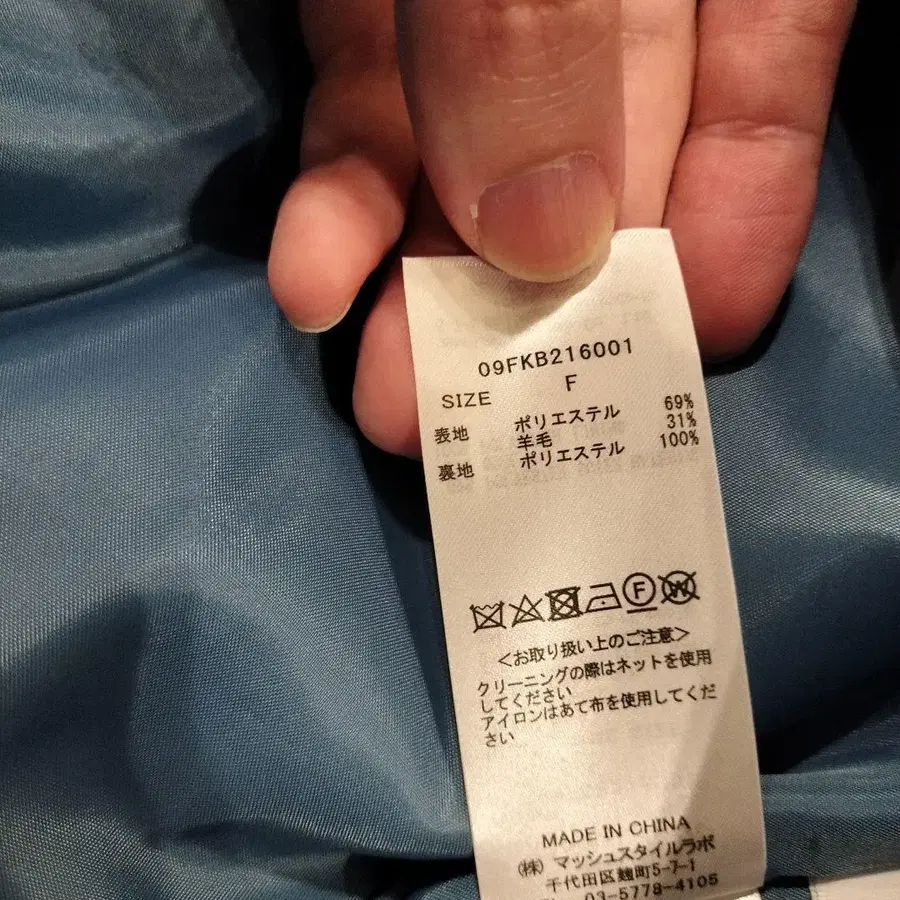 09FKB216001
SIZE F
表地 ポリエステル 69%
羊毛 31%
裏地 ポリエステル 100%
F W
<お取り扱い上のご注意>
クリーニングの際はネットを使用
してください
アイロンはあて布を使用してくだ
さい
MADE IN CHINA
(株) マッシュスタイルラボ
千代田区麹町5-7-1
03-5778-4105